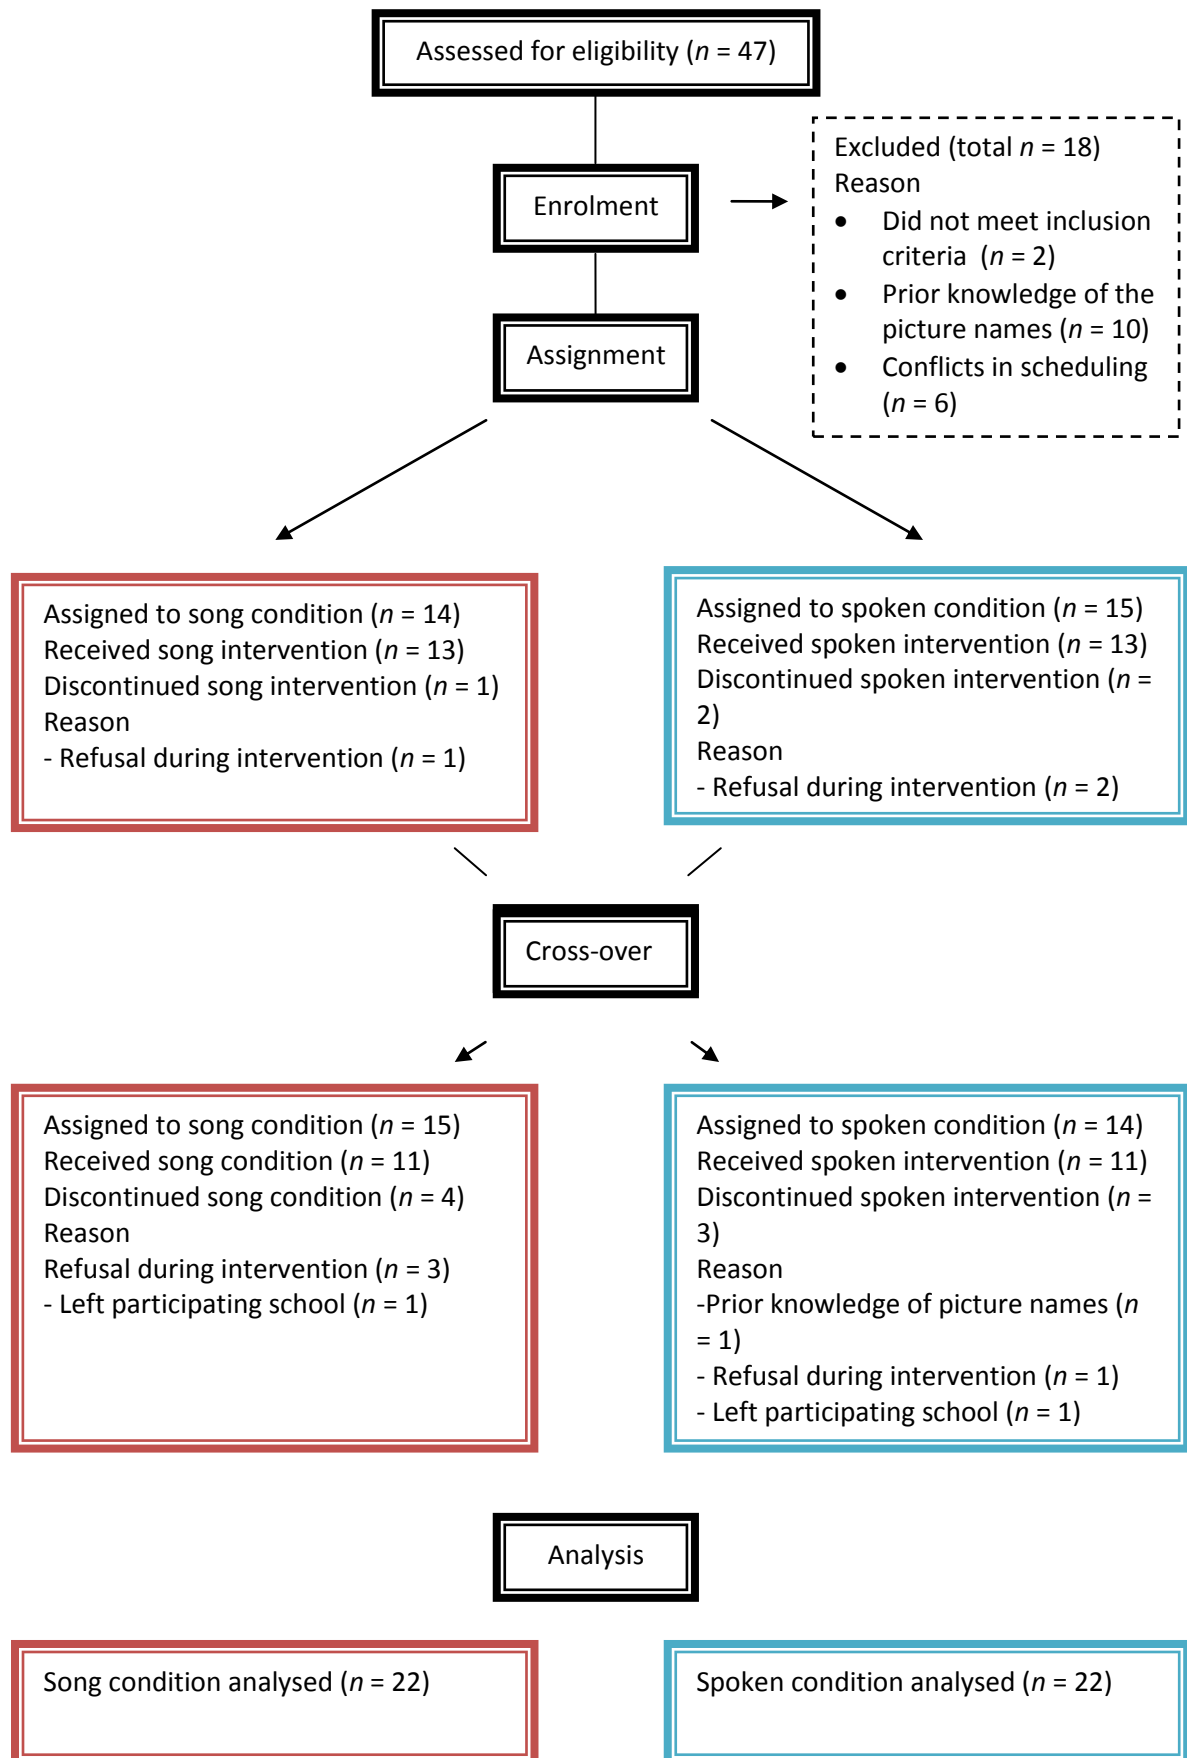 Assessed for eligibility (n = 47)
Enrolment
Excluded (total n = 18)
Reason
• Did not meet inclusion
criteria (n = 2)
• Prior knowledge of the
picture names (n = 10)
• Conflicts in scheduling
(n = 6)
Assignment
Assigned to song condition (n = 14)
Received song intervention (n = 13)
Discontinued song intervention (n = 1)
Reason
- Refusal during intervention (n = 1)
Assigned to spoken condition (n = 15)
Received spoken intervention (n = 13)
Discontinued spoken intervention (n =
2)
Reason
- Refusal during intervention (n = 2)
Cross-over
Assigned to song condition (n = 15)
Received song condition (n = 11)
Discontinued song condition (n = 4)
Reason
Refusal during intervention (n = 3)
- Left participating school (n = 1)
Assigned to spoken condition (n = 14)
Received spoken intervention (n = 11)
Discontinued spoken intervention (n =
3)
Reason
-Prior knowledge of picture names (n
= 1)
- Refusal during intervention (n = 1)
- Left participating school (n = 1)
Analysis
Song condition analysed (n = 22)
Spoken condition analysed (n = 22)